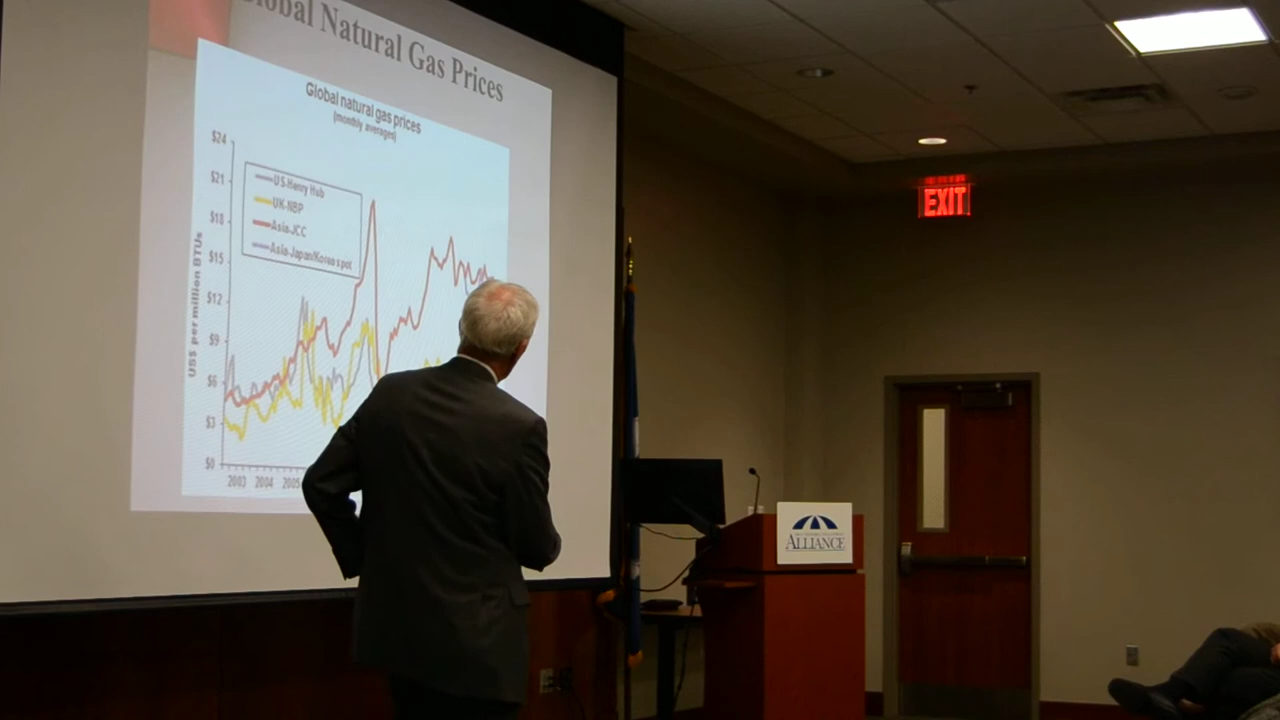 Global Natural Gas Prices
Global natural gas prices
(monthly averages)
$24
$21
$18
$15
$12
$9
$6
$3
$0
US$ per million BTUs
US-Henry Hub
UK-NBP
Asia-JCC
Asia-Japan/Korea spot
2003 2004 2005
EXIT
ALLIANCE